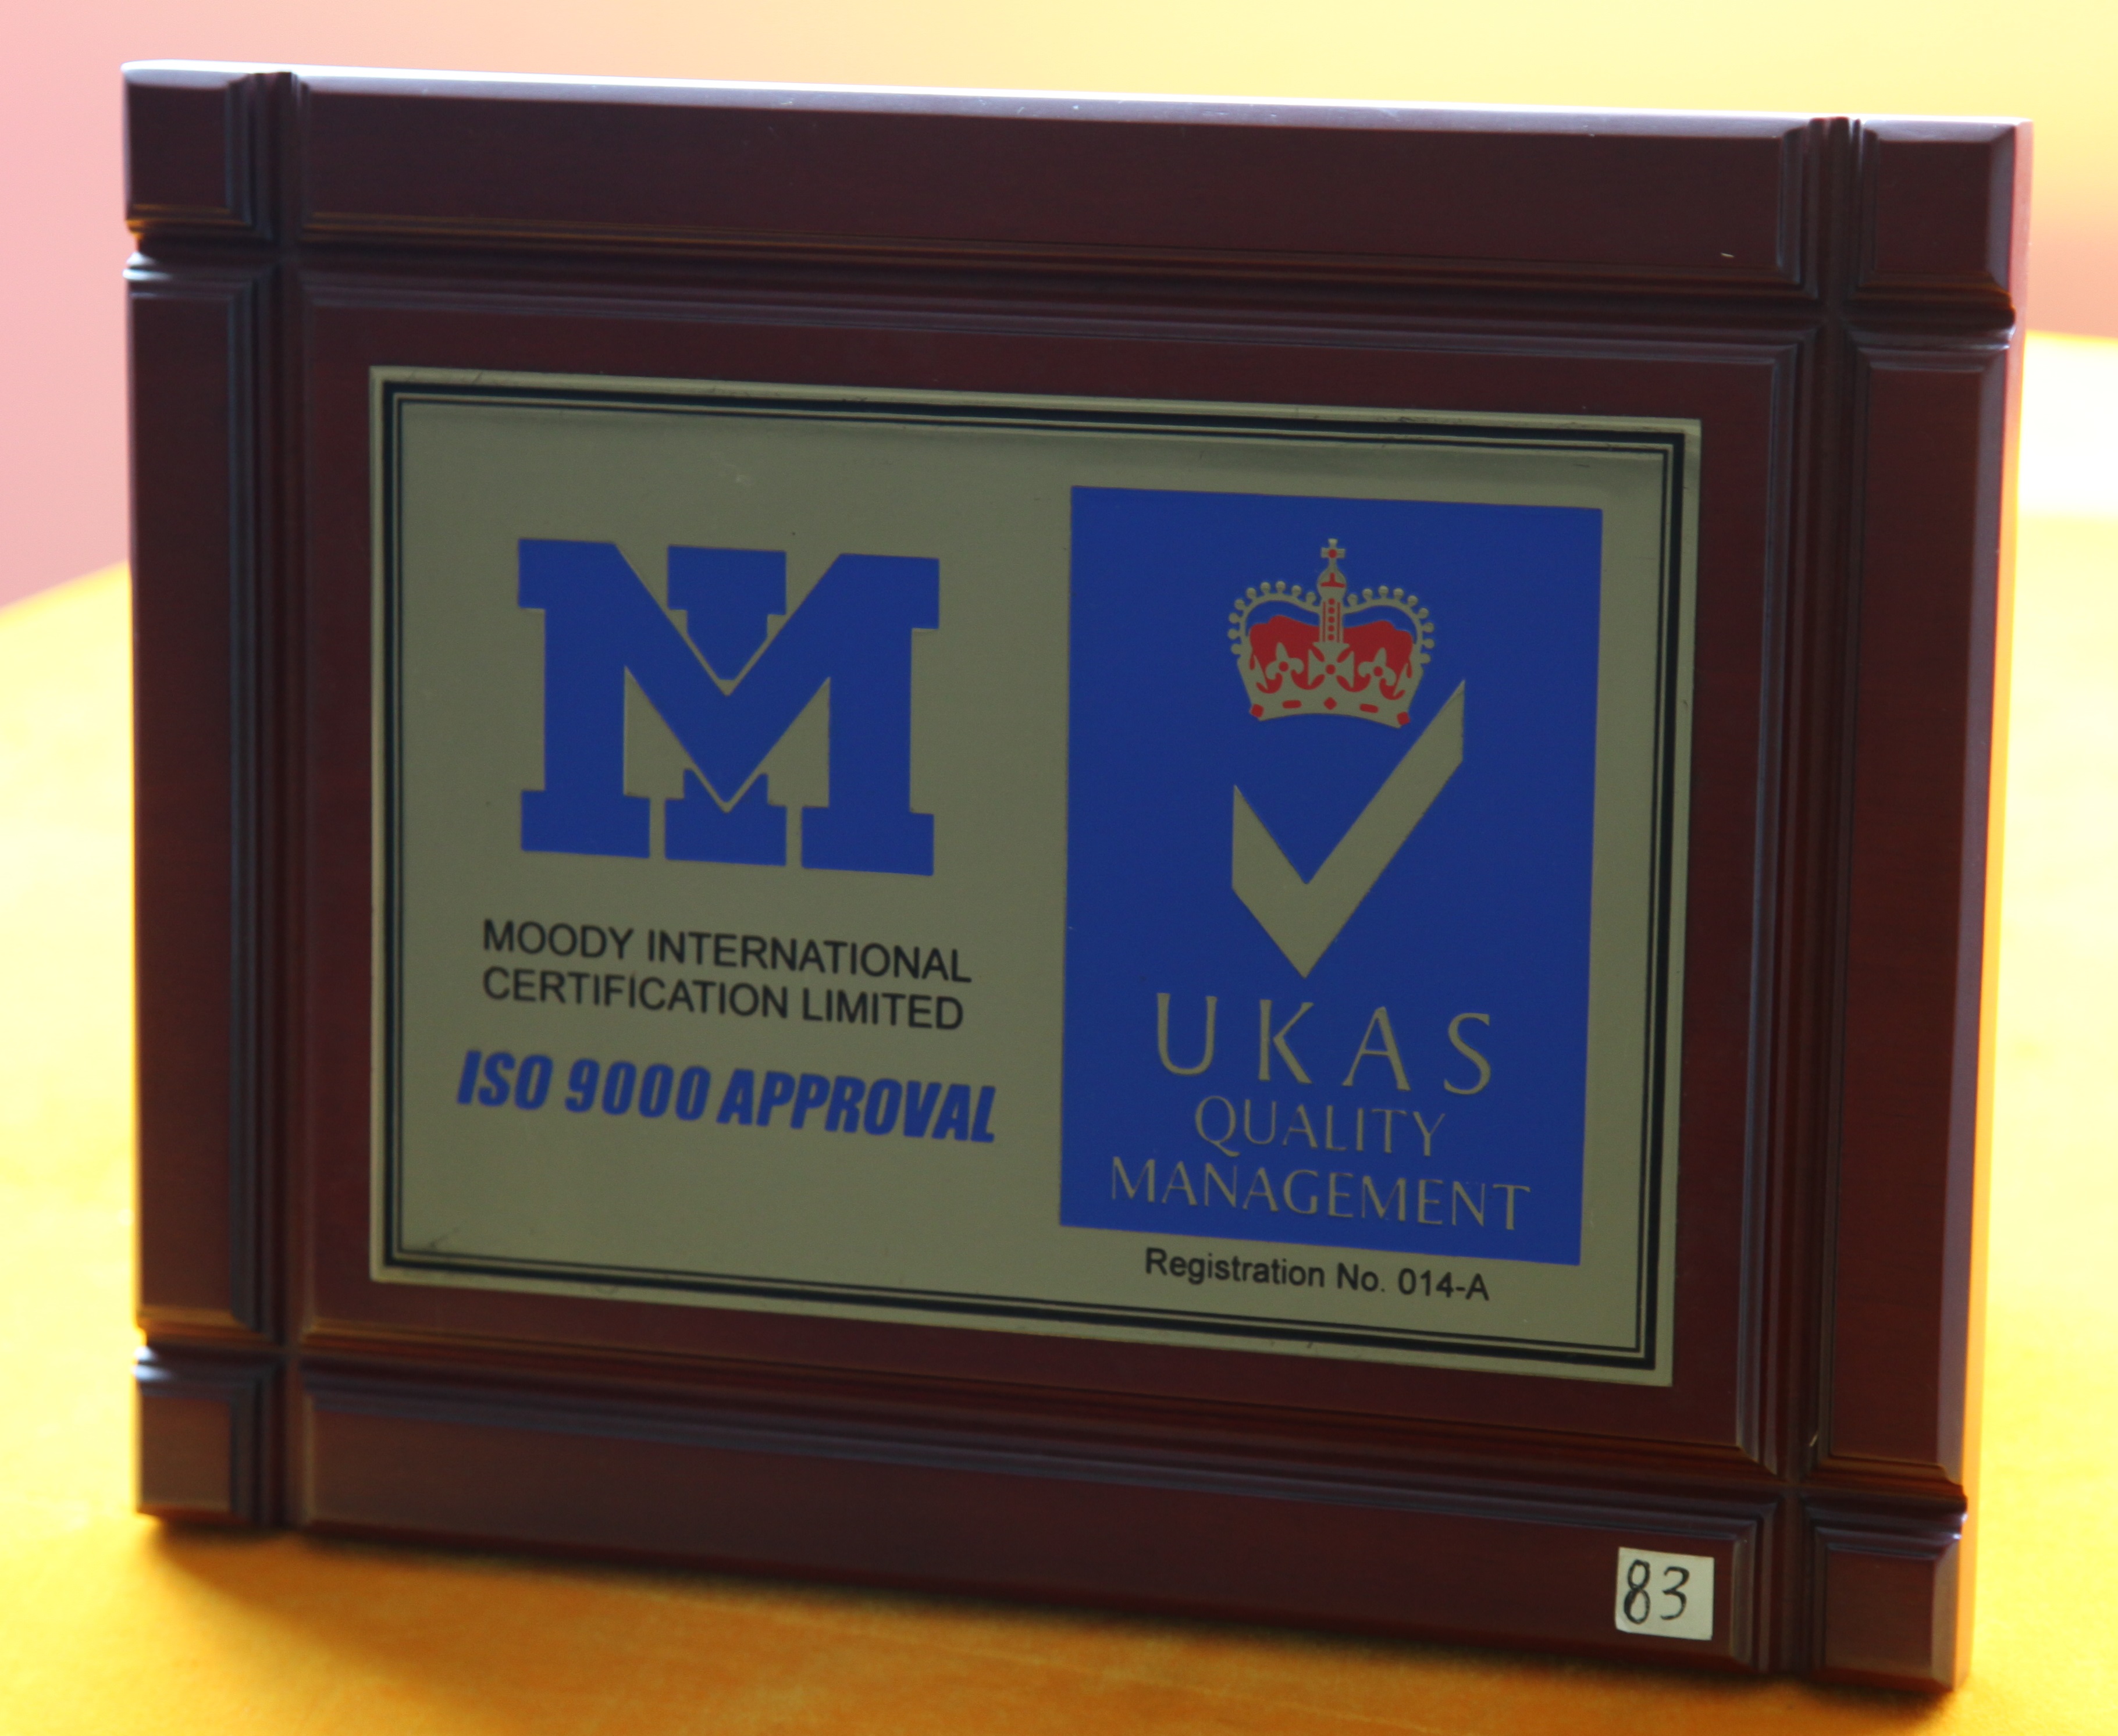 MOODY INTERNATIONAL
CERTIFICATION LIMITED
ISO 9000 APPROVAL
UKAS
QUALITY
MANAGEMENT
Registration No. 014-A
83